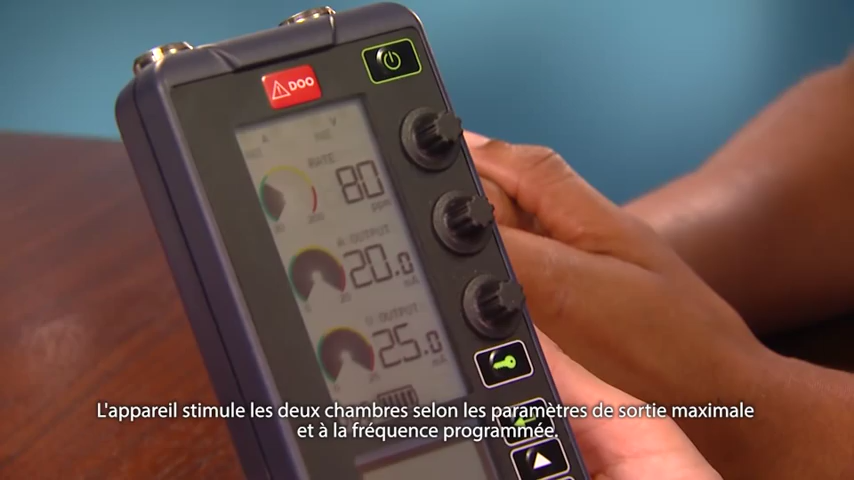 DOO
A V
RATE
80
ppm
A OUTPUT
20.0
mA
V OUTPUT
25.0
mA
L'appareil stimule les deux chambres selon les paramètres de sortie maximale
et à la fréquence programmée.